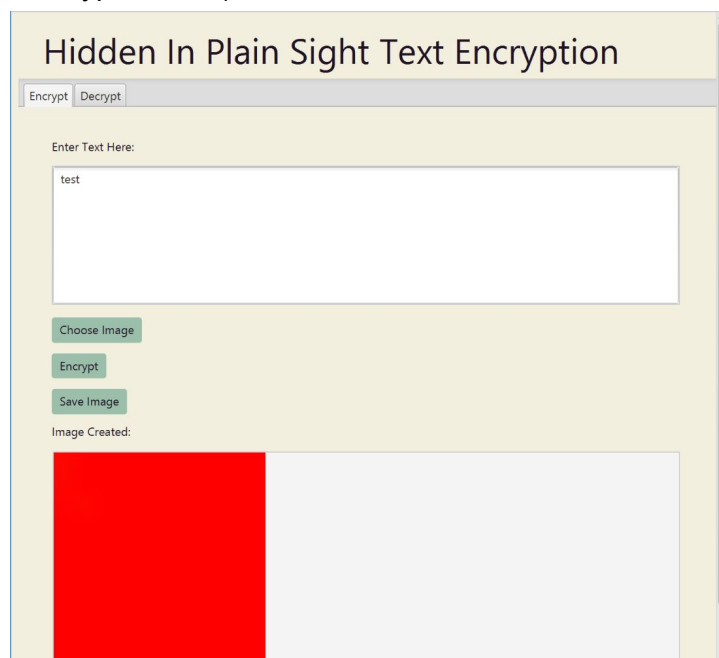 Hidden In Plain Sight Text Encryption
Encrypt Decrypt
Enter Text Here:
test
Choose Image
Encrypt
Save Image
Image Created: